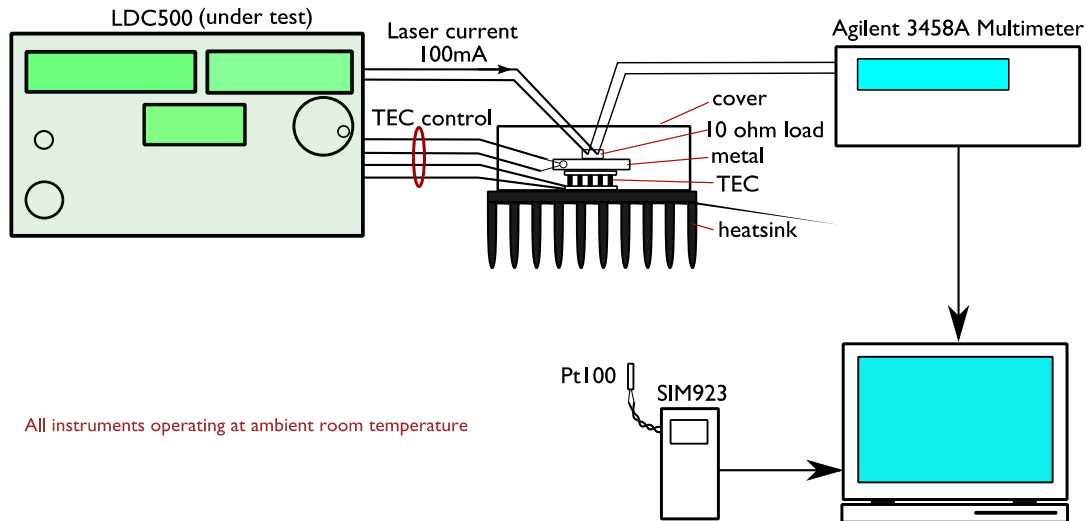 LDC500 (under test)
Laser current
100mA
Agilent 3458A Multimeter
TEC control
cover
10 ohm load
metal
TEC
heatsink
Pt100
SIM923
All instruments operating at ambient room temperature